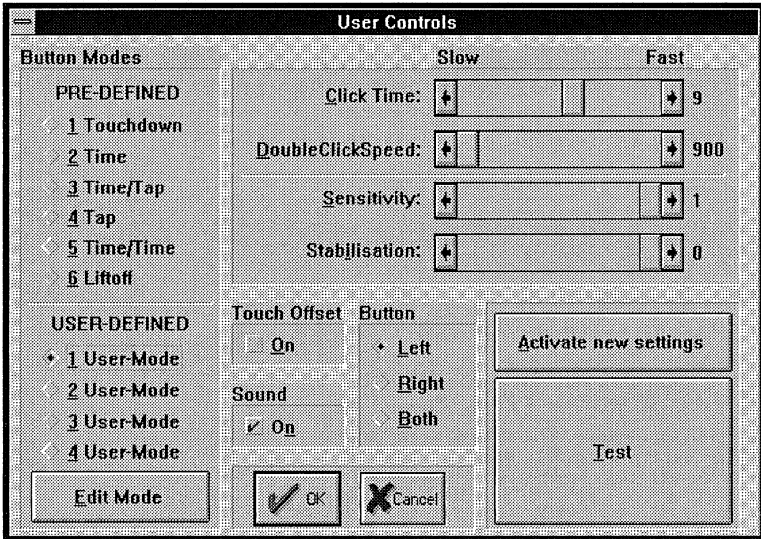 User Controls
Button Modes
PRE-DEFINED
1 Touchdown
2 Time
3 Time/Tap
4 Tap
5 Time/Time
6 Liftoff
USER-DEFINED
1 User-Mode
2 User-Mode
3 User-Mode
4 User-Mode
Edit Mode
Slow Fast
Click Time: 9
DoubleClickSpeed: 900
Sensitivity: 1
Stabilisation: 0
Touch Offset
On
Sound
On
Button
Left
Right
Both
OK
Cancel
Activate new settings
Test